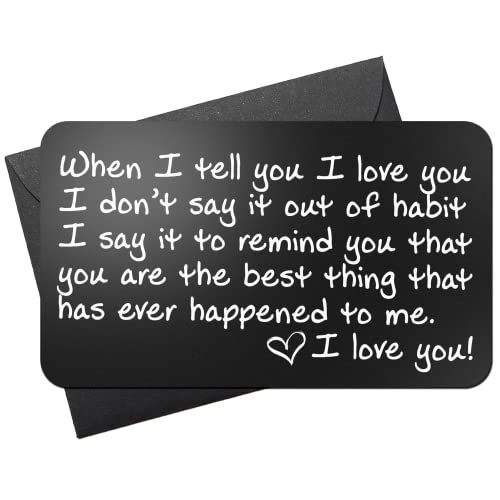 When I tell you I love you
I don't say it out of habit
I say it to remind you that
you are the best thing that
has ever happened to me.
♡ I love you!